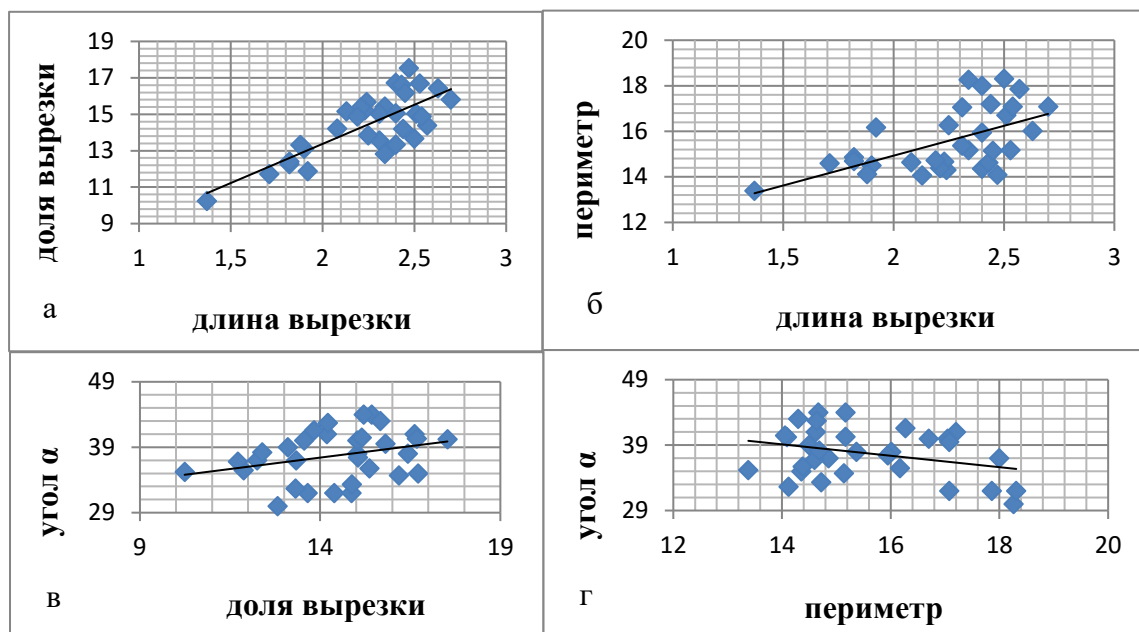 доля вырезки
19
17
15
13
11
9
1 1,5 2 2,5 3
а
длина вырезки
периметр
20
18
16
14
12
1 1,5 2 2,5 3
б
длина вырезки
угол α
49
39
29
9 14 19
в
доля вырезки
угол α
49
39
29
12 14 16 18 20
г
периметр